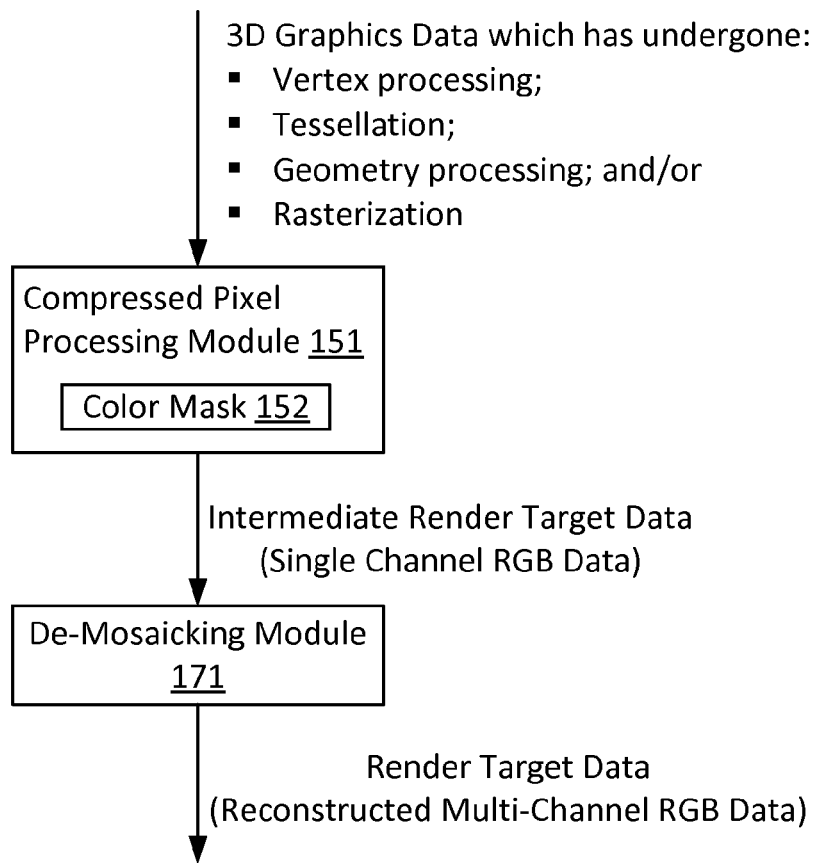 3D Graphics Data which has undergone:
▪ Vertex processing;
▪ Tessellation;
▪ Geometry processing; and/or
▪ Rasterization
Compressed Pixel
Processing Module 151
Color Mask 152
Intermediate Render Target Data
(Single Channel RGB Data)
De-Mosaicking Module
171
Render Target Data
(Reconstructed Multi-Channel RGB Data)